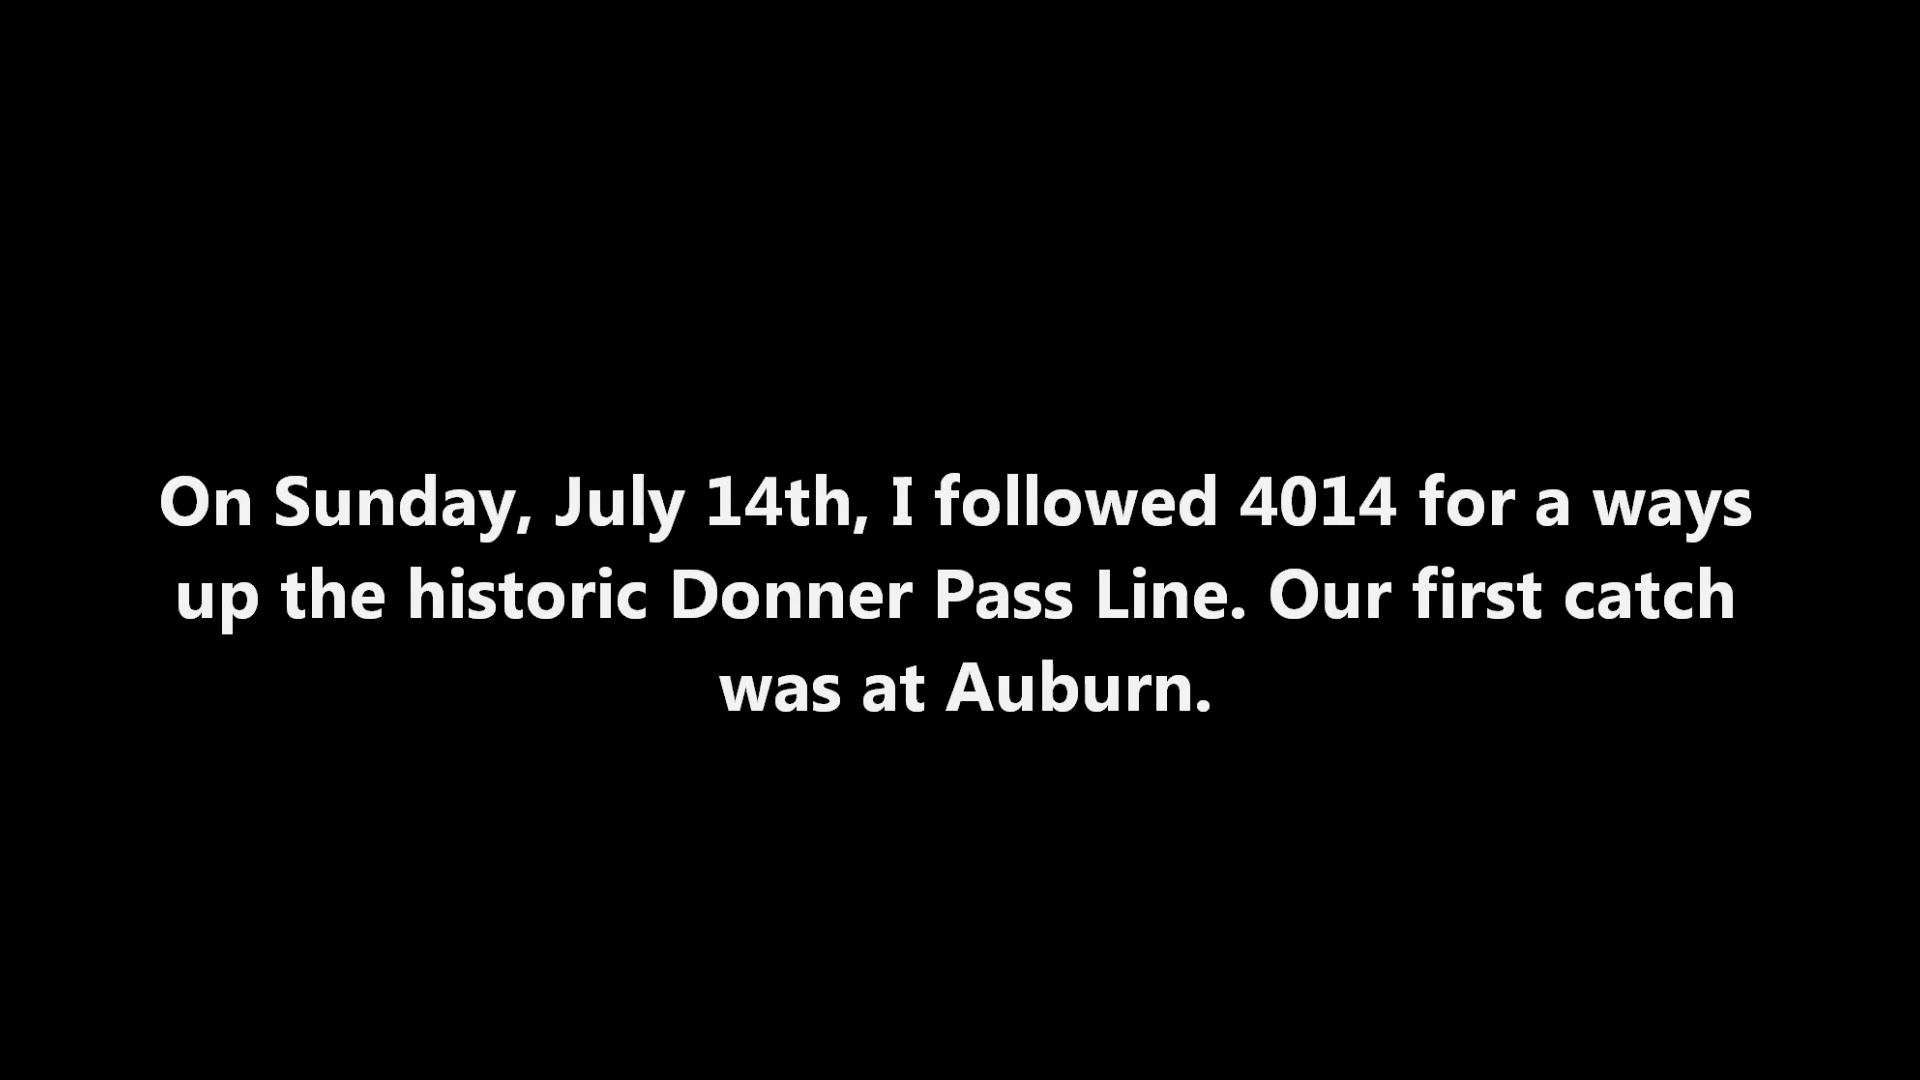 On Sunday, July 14th, I followed 4014 for a ways
up the historic Donner Pass Line. Our first catch
was at Auburn.